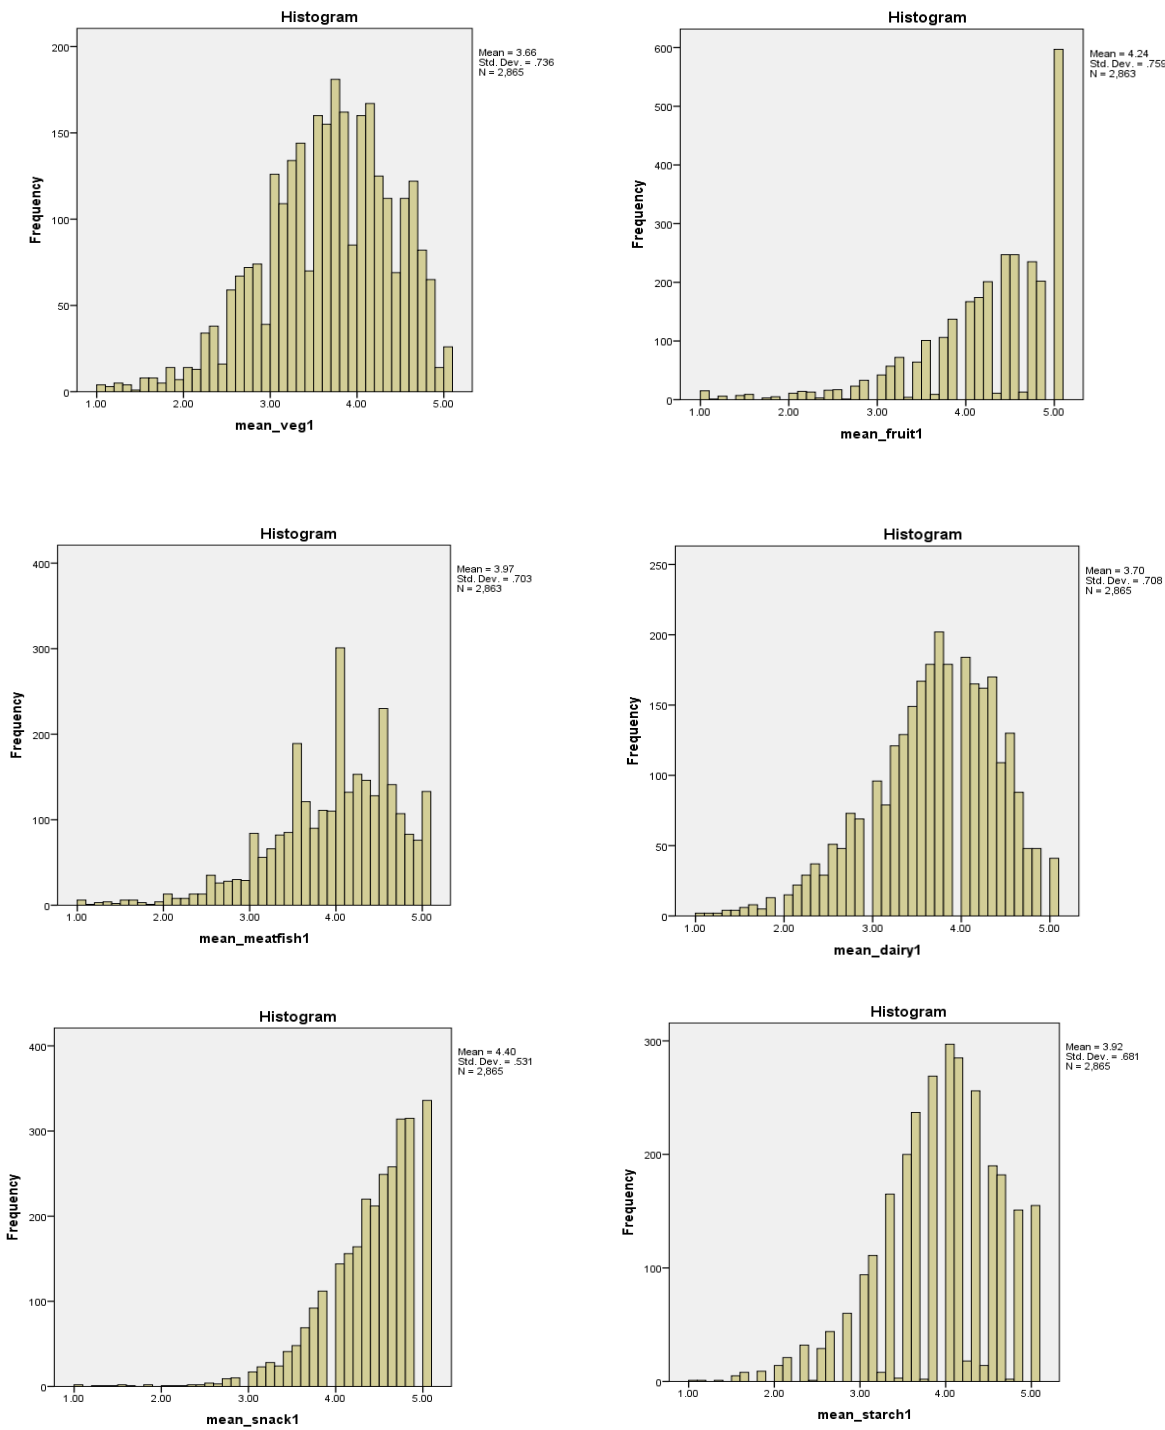 Histogram
Mean = 3.66
Std. Dev. = .736
N = 2,865
Frequency
200
150
100
50
0
1.00 2.00 3.00 4.00 5.00
mean_veg1
Histogram
Mean = 4.24
Std. Dev. = .759
N = 2,863
Frequency
600
500
400
300
200
100
0
1.00 2.00 3.00 4.00 5.00
mean_fruit1
Histogram
Mean = 3.97
Std. Dev. = .703
N = 2,863
Frequency
400
300
200
100
0
1.00 2.00 3.00 4.00 5.00
mean_meatfish1
Histogram
Mean = 3.70
Std. Dev. = .708
N = 2,865
Frequency
250
200
150
100
50
0
1.00 2.00 3.00 4.00 5.00
mean_dairy1
Histogram
Mean = 4.40
Std. Dev. = .531
N = 2,865
Frequency
400
300
200
100
0
1.00 2.00 3.00 4.00 5.00
mean_snack1
Histogram
Mean = 3.92
Std. Dev. = .681
N = 2,865
Frequency
300
200
100
0
1.00 2.00 3.00 4.00 5.00
mean_starch1